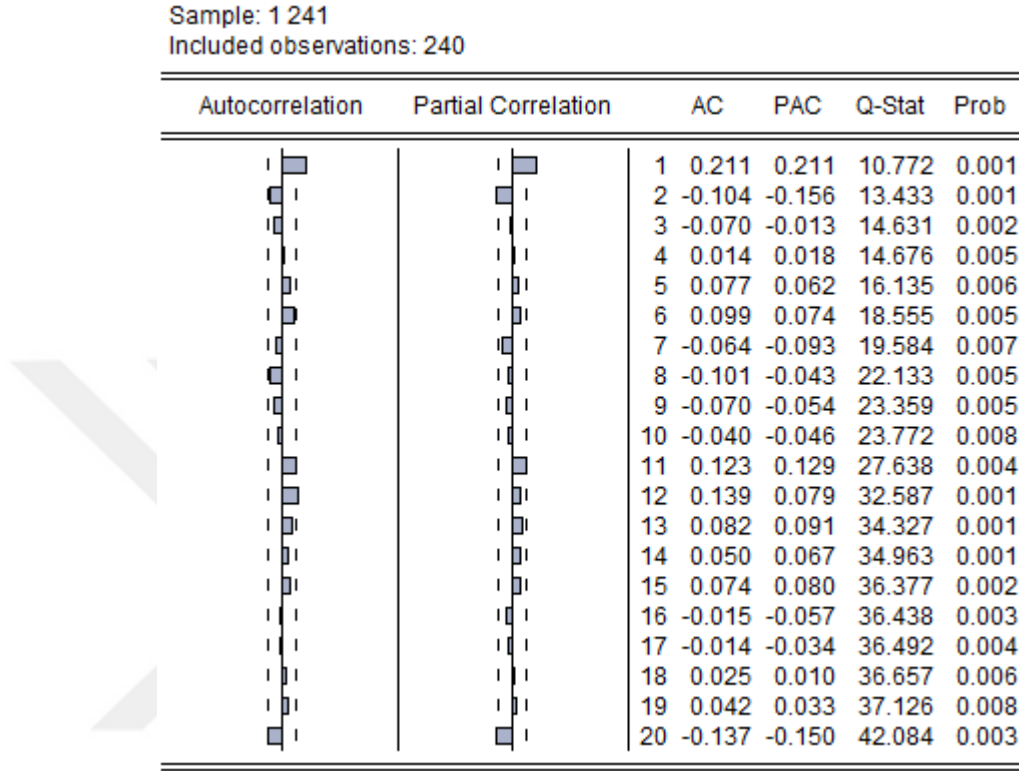 Sample: 1 241
Included observations: 240
Autocorrelation Partial Correlation AC PAC Q-Stat Prob
1 0.211 0.211 10.772 0.001
2 -0.104 -0.156 13.433 0.001
3 -0.070 -0.013 14.631 0.002
4 0.014 0.018 14.676 0.005
5 0.077 0.062 16.135 0.006
6 0.099 0.074 18.555 0.005
7 -0.064 -0.093 19.584 0.007
8 -0.101 -0.043 22.133 0.005
9 -0.070 -0.054 23.359 0.005
10 -0.040 -0.046 23.772 0.008
11 0.123 0.129 27.638 0.004
12 0.139 0.079 32.587 0.001
13 0.082 0.091 34.327 0.001
14 0.050 0.067 34.963 0.001
15 0.074 0.080 36.377 0.002
16 -0.015 -0.057 36.438 0.003
17 -0.014 -0.034 36.492 0.004
18 0.025 0.010 36.657 0.006
19 0.042 0.033 37.126 0.008
20 -0.137 -0.150 42.084 0.003